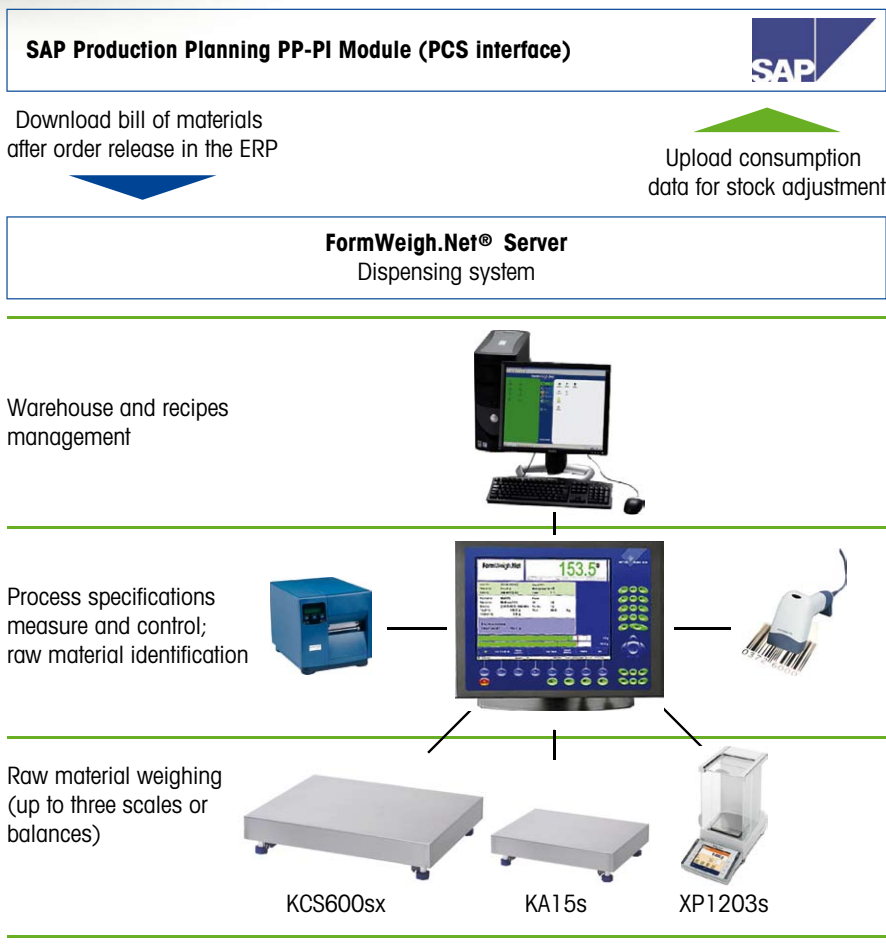 SAP Production Planning PP-PI Module (PCS interface)
SAP
Download bill of materials
after order release in the ERP
Upload consumption
data for stock adjustment
FormWeigh.Net® Server
Dispensing system
Warehouse and recipes
management
Process specifications
measure and control;
raw material identification
FormWeigh.Net
153.5
Raw material weighing
(up to three scales or
balances)
KCS600sx
KA15s
XP1203s